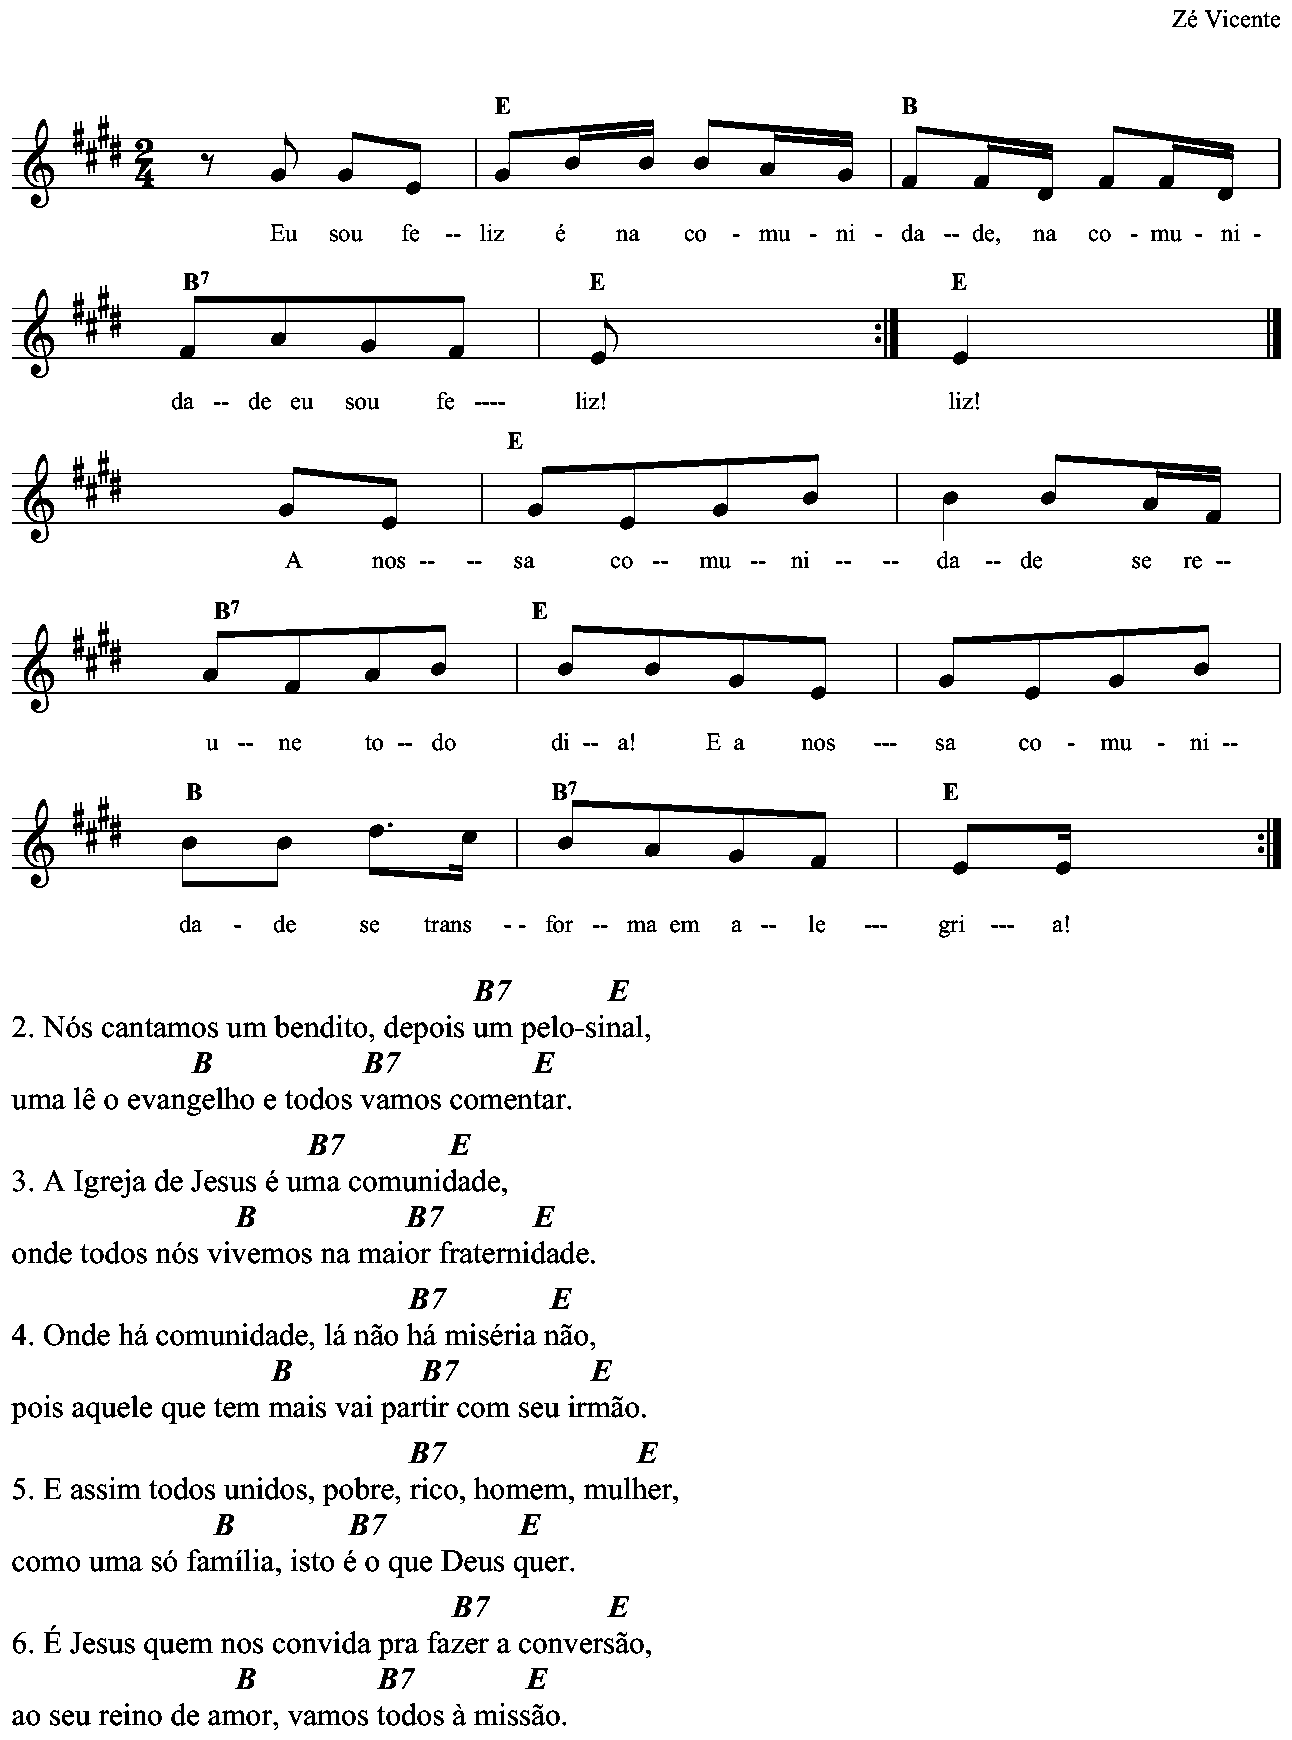 Zé Vicente
E B
2/4
Eu sou fe -- liz é na co - mu - ni - da -- de, na co - mu - ni -
B7 E E
da -- de eu sou fe ---- liz! liz!
E
A nos -- -- sa co -- mu -- ni -- -- da -- de se re --
B7 E
u -- ne to -- do di -- a! E a nos --- sa co - mu - ni --
B B7 E
da - de se trans - - for -- ma em a -- le --- gri --- a!
B7 E
2. Nós cantamos um bendito, depois um pelo-sinal,
B B7 E
uma lê o evangelho e todos vamos comentar.
B7 E
3. A Igreja de Jesus é uma comunidade,
B B7 E
onde todos nós vivemos na maior fraternidade.
B7 E
4. Onde há comunidade, lá não há miséria não,
B B7 E
pois aquele que tem mais vai partir com seu irmão.
B7 E
5. E assim todos unidos, pobre, rico, homem, mulher,
B B7 E
como uma só família, isto é o que Deus quer.
B7 E
6. É Jesus quem nos convida pra fazer a conversão,
B B7 E
ao seu reino de amor, vamos todos à missão.